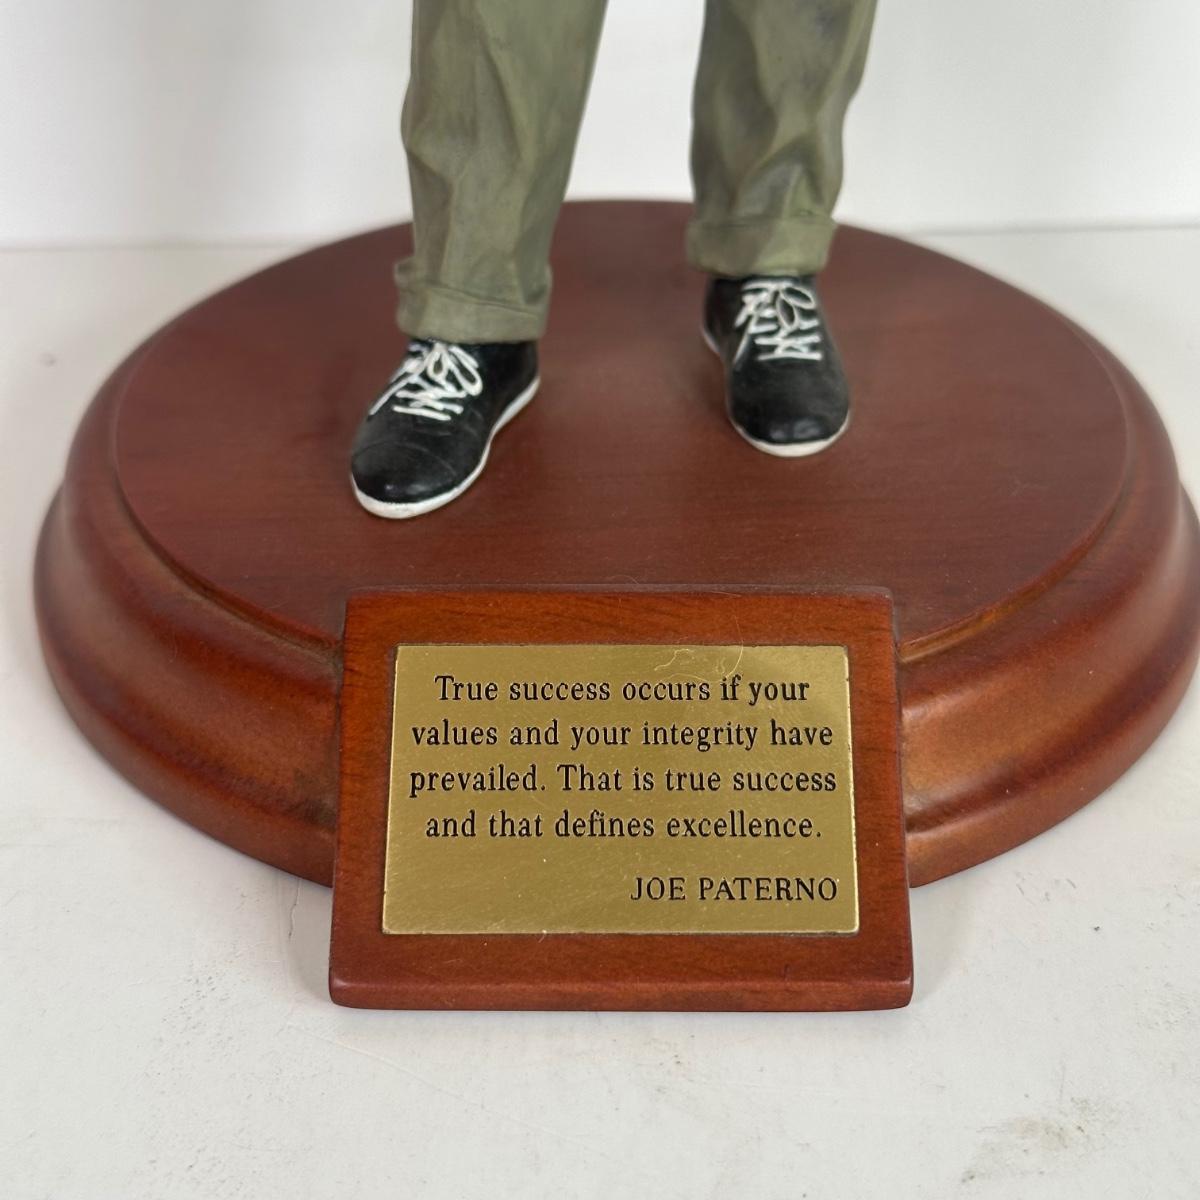 True success occurs if your
values and your integrity have
prevailed. That is true success
and that defines excellence.
JOE PATERNO